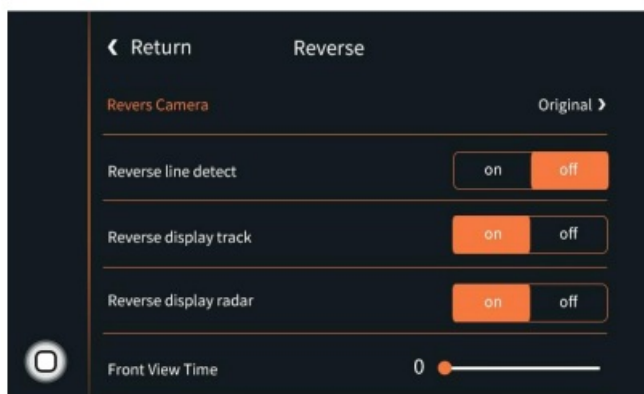 ❮ Return Reverse
Revers Camera Original ❯
Reverse line detect on off
Reverse display track on off
Reverse display radar on off
Front View Time 0